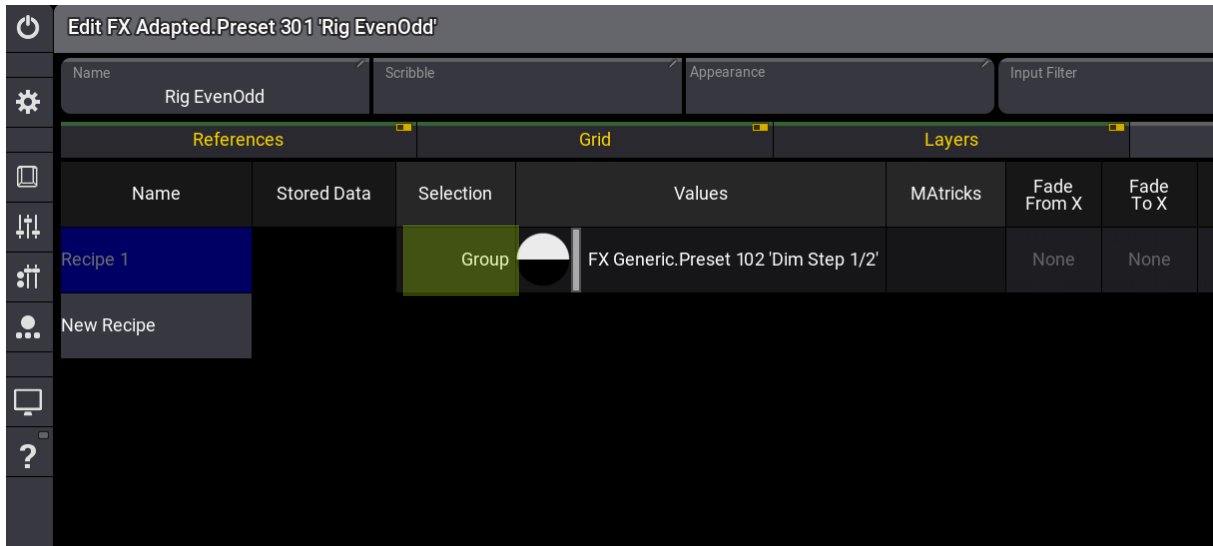 Edit FX Adapted.Preset 301 'Rig EvenOdd'
Name
Scribble
Appearance
Input Filter
Rig EvenOdd
References
Grid
Layers
Name
Stored Data
Selection
Values
MAtricks
Fade
From X
Fade
To X
Recipe 1
Group
FX Generic.Preset 102 'Dim Step 1/2'
None
None
New Recipe
?